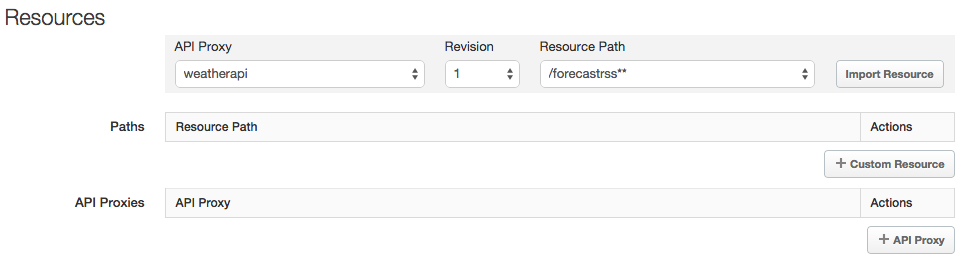 Resources
API Proxy Revision Resource Path
weatherapi 1 /forecastrss** Import Resource
Paths Resource Path Actions
+ Custom Resource
API Proxies API Proxy Actions
+ API Proxy